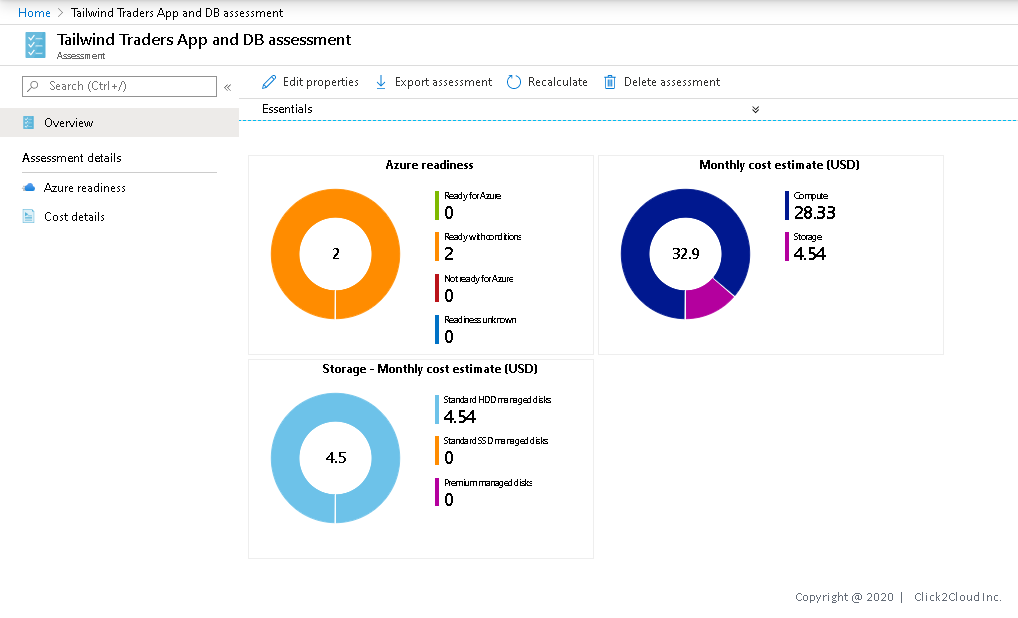 Home > Tailwind Traders App and DB assessment
Tailwind Traders App and DB assessment
Assessment
Search (Ctrl+/)
«
Overview
Assessment details
Azure readiness
Cost details
Edit properties
Export assessment
Recalculate
Delete assessment
Essentials
Azure readiness
2
Ready for Azure
0
Ready with conditions
2
Not ready for Azure
0
Readiness unknown
0
Monthly cost estimate (USD)
32.9
Compute
28.33
Storage
4.54
Storage - Monthly cost estimate (USD)
4.5
Standard HDD managed disks
4.54
Standard SSD managed disks
0
Premium managed disks
0
Copyright @ 2020 | Click2Cloud Inc.